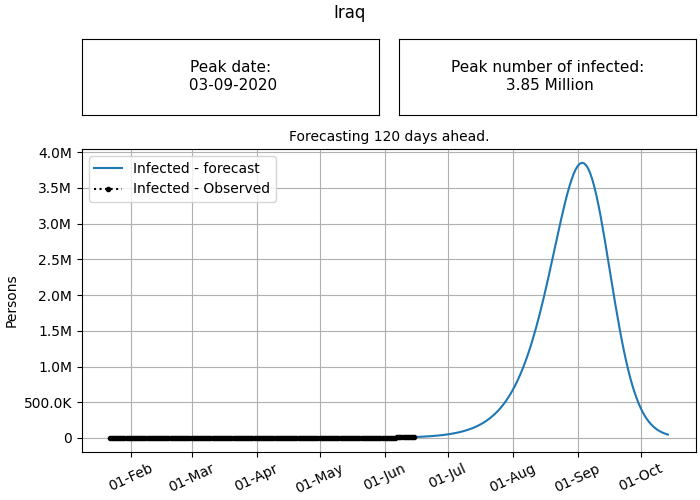 Iraq
Peak date:
03-09-2020
Peak number of infected:
3.85 Million
Forecasting 120 days ahead.
Infected - forecast
Infected - Observed
Persons
4.0M
3.5M
3.0M
2.5M
2.0M
1.5M
1.0M
500.0K
0
01-Feb
01-Mar
01-Apr
01-May
01-Jun
01-Jul
01-Aug
01-Sep
01-Oct